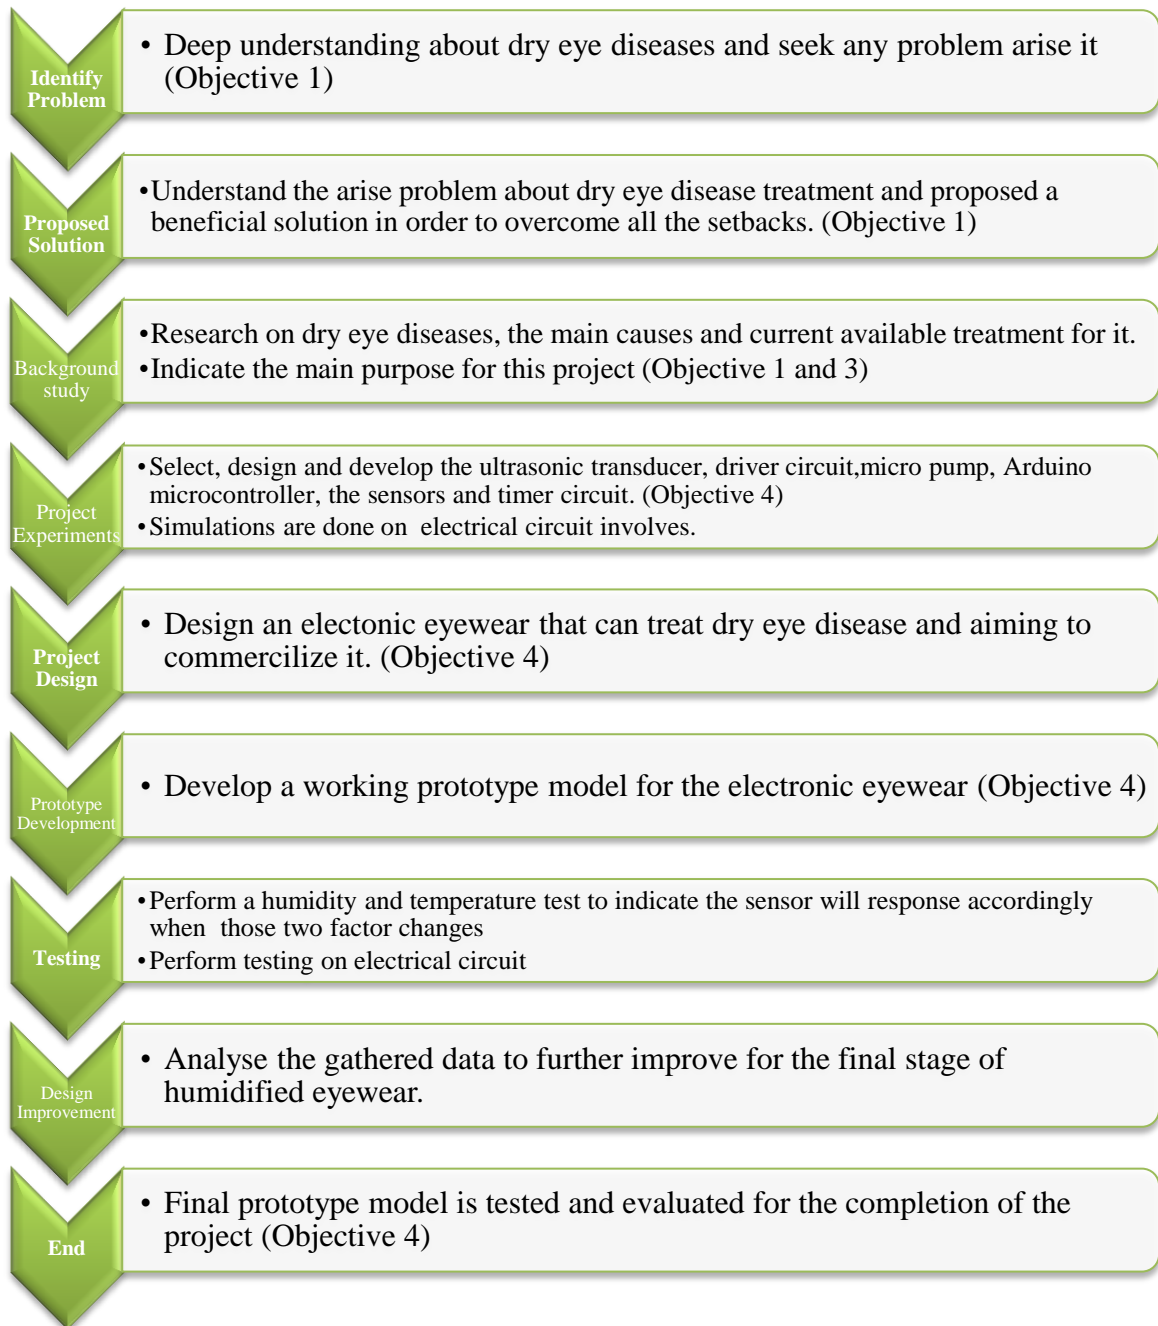 Identify
Problem
• Deep understanding about dry eye diseases and seek any problem arise it
(Objective 1)
Proposed
Solution
•Understand the arise problem about dry eye disease treatment and proposed a
beneficial solution in order to overcome all the setbacks. (Objective 1)
Background
study
•Research on dry eye diseases, the main causes and current available treatment for it.
•Indicate the main purpose for this project (Objective 1 and 3)
Project
Experiments
•Select, design and develop the ultrasonic transducer, driver circuit,micro pump, Arduino
microcontroller, the sensors and timer circuit. (Objective 4)
•Simulations are done on electrical circuit involves.
Project
Design
• Design an electonic eyewear that can treat dry eye disease and aiming to
commercilize it. (Objective 4)
Prototype
Development
• Develop a working prototype model for the electronic eyewear (Objective 4)
Testing
•Perform a humidity and temperature test to indicate the sensor will response accordingly
when those two factor changes
•Perform testing on electrical circuit
Design
Improvement
• Analyse the gathered data to further improve for the final stage of
humidified eyewear.
End
• Final prototype model is tested and evaluated for the completion of the
project (Objective 4)